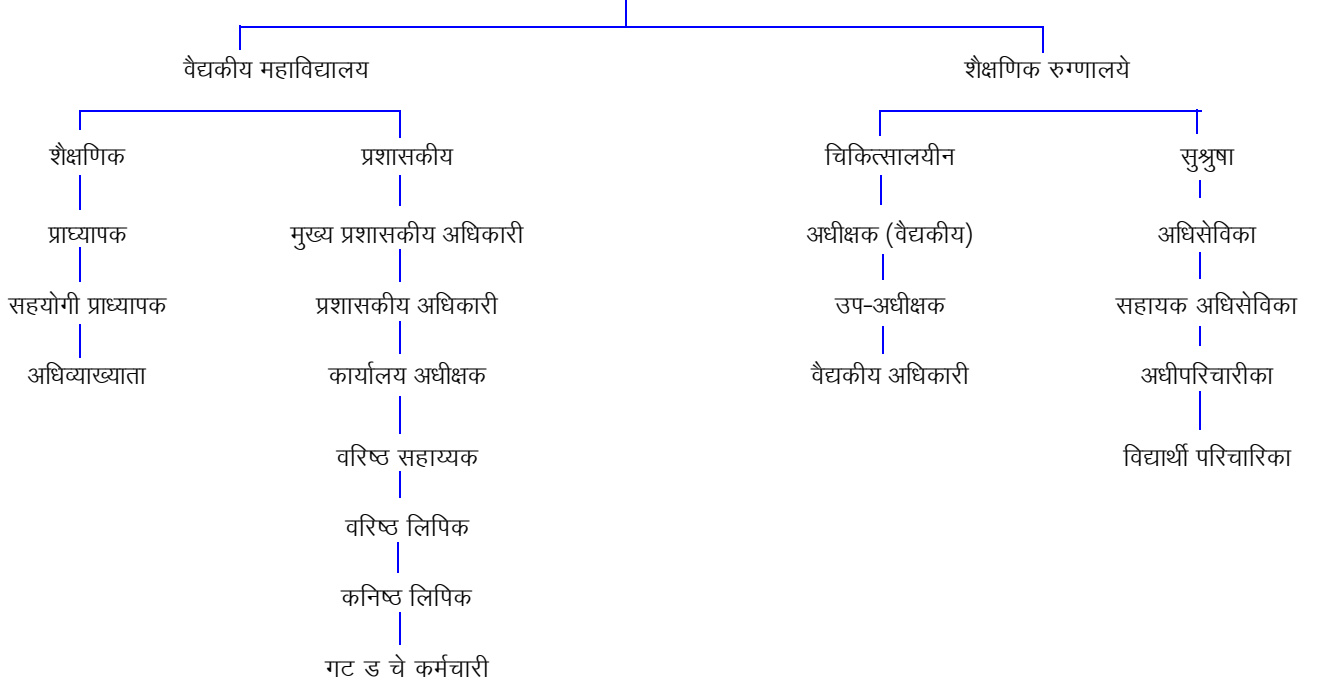 वैद्यकीय महाविद्यालय शैक्षणिक रुग्णालये
शैक्षणिक प्रशासकीय चिकित्सालयीन सुश्रुषा
प्राघ्यापक मुख्य प्रशासकीय अधिकारी अधीक्षक (वैद्यकीय) अधिसेविका
सहयोगी प्राध्यापक प्रशासकीय अधिकारी उप-अधीक्षक सहायक अधिसेविका
अधिव्याख्याता कार्यालय अधीक्षक वैद्यकीय अधिकारी अधीपरिचारीका
वरिष्ठ सहाय्यक विद्यार्थी परिचारिका
वरिष्ठ लिपिक
कनिष्ठ लिपिक
गट ड चे कर्मचारी